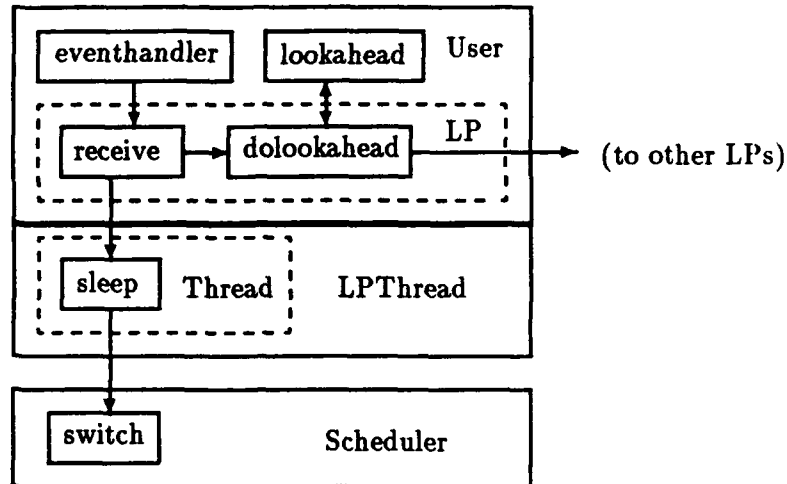 eventhandler
lookahead
User
LP
receive
dolookahead
(to other LPs)
sleep
Thread
LPThread
switch
Scheduler